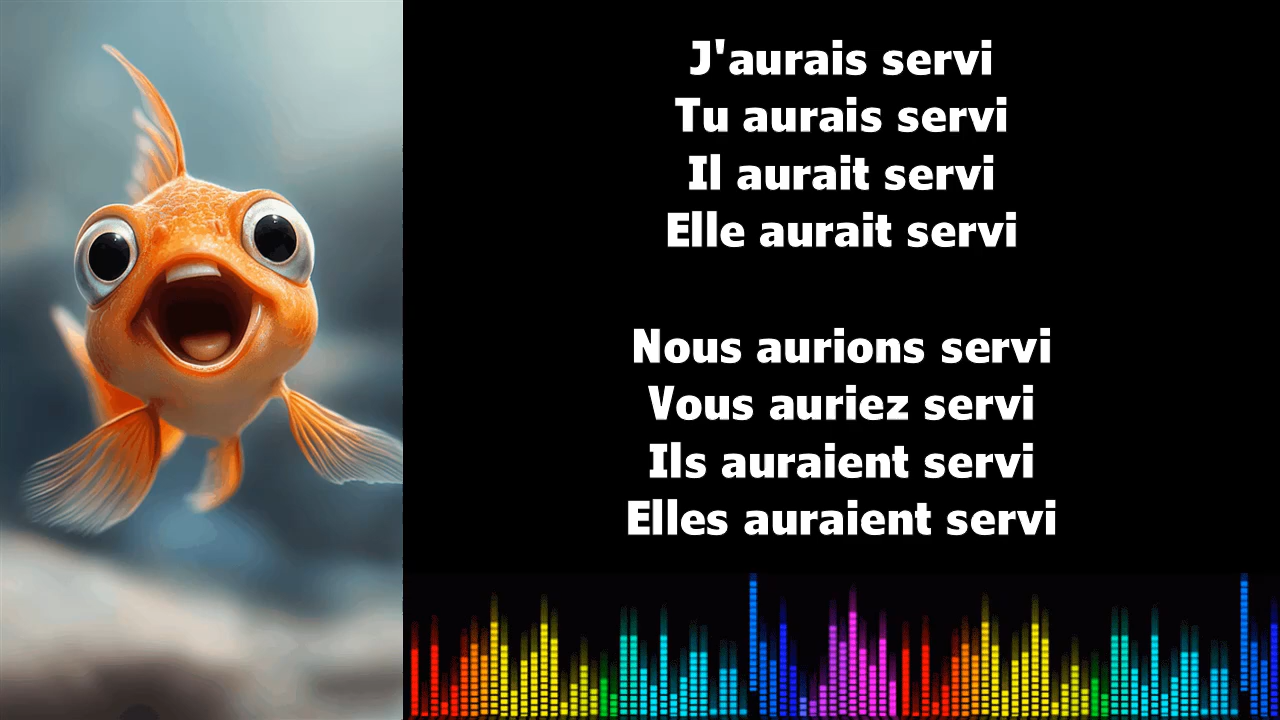 J'aurais servi
Tu aurais servi
Il aurait servi
Elle aurait servi
Nous aurions servi
Vous auriez servi
Ils auraient servi
Elles auraient servi